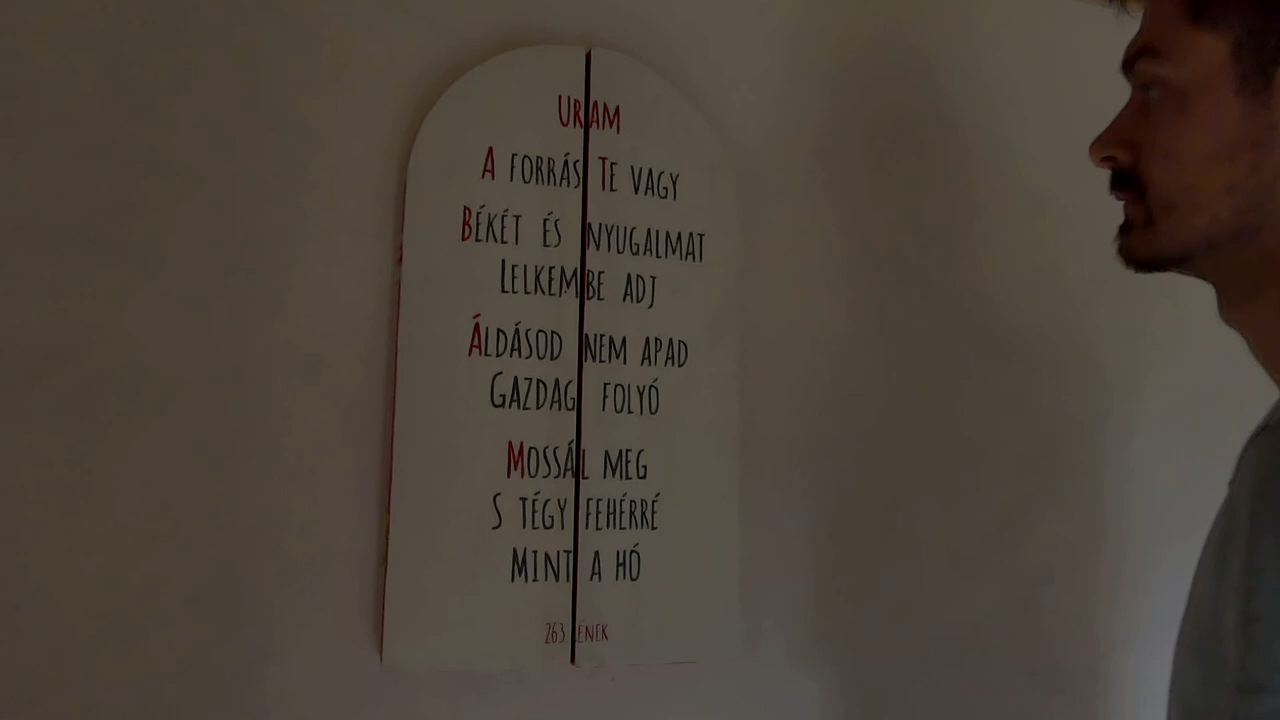 URAM
A FORRÁS TE VAGY
BÉKÉT ÉS NYUGALMAT
LELKEMBE ADJ
ÁLDÁSOD NEM APAD
GAZDAG FOLYÓ
MOSSÁL MEG
S TÉGY FEHÉRRÉ
MINT A HÓ
263. ÉNEK